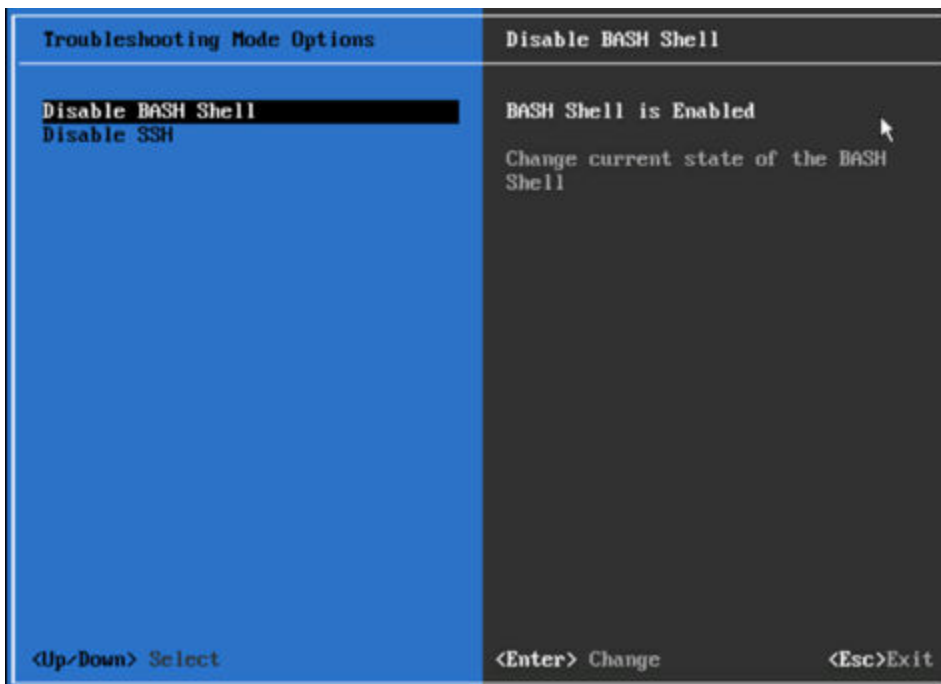 Troubleshooting Mode Options
Disable BASH Shell
Disable BASH Shell
Disable SSH
BASH Shell is Enabled
Change current state of the BASH
Shell
<Up/Down> Select
<Enter> Change
<Esc>Exit